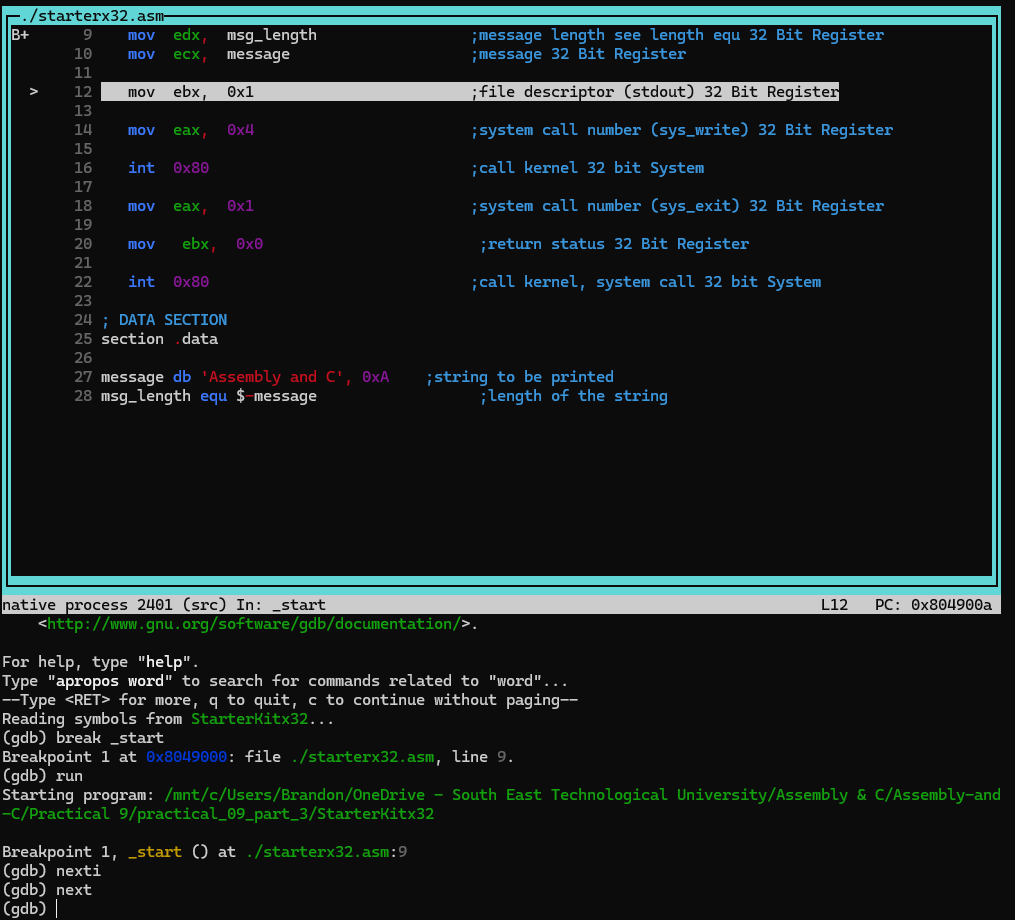 ./starterx32.asm
B+ 9 mov edx, msg_length ;message length see length equ 32 Bit Register
10 mov ecx, message ;message 32 Bit Register
11
> 12 mov ebx, 0x1 ;file descriptor (stdout) 32 Bit Register
13
14 mov eax, 0x4 ;system call number (sys_write) 32 Bit Register
15
16 int 0x80 ;call kernel 32 bit System
17
18 mov eax, 0x1 ;system call number (sys_exit) 32 Bit Register
19
20 mov ebx, 0x0 ;return status 32 Bit Register
21
22 int 0x80 ;call kernel, system call 32 bit System
23
24 ; DATA SECTION
25 section .data
26
27 message db 'Assembly and C', 0xA ;string to be printed
28 msg_length equ $-message ;length of the string
native process 2401 (src) In: _start L12 PC: 0x804900a
<http://www.gnu.org/software/gdb/documentation/>.
For help, type "help".
Type "apropos word" to search for commands related to "word"...
--Type <RET> for more, q to quit, c to continue without paging--
Reading symbols from StarterKitx32...
(gdb) break _start
Breakpoint 1 at 0x8049000: file ./starterx32.asm, line 9.
(gdb) run
Starting program: /mnt/c/Users/Brandon/OneDrive - South East Technological University/Assembly & C/Assembly-and
-C/Practical 9/practical_09_part_3/StarterKitx32
Breakpoint 1, _start () at ./starterx32.asm:9
(gdb) nexti
(gdb) next
(gdb)